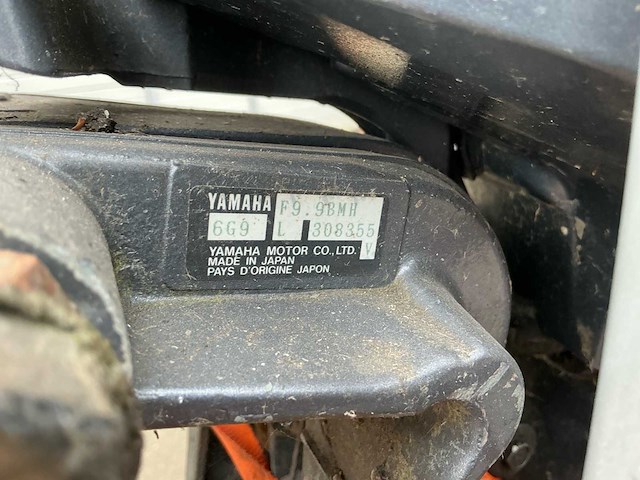 YAMAHA F9.9BMH
6G9 L 308355
V
YAMAHA MOTOR CO., LTD.
MADE IN JAPAN
PAYS D'ORIGINE JAPON